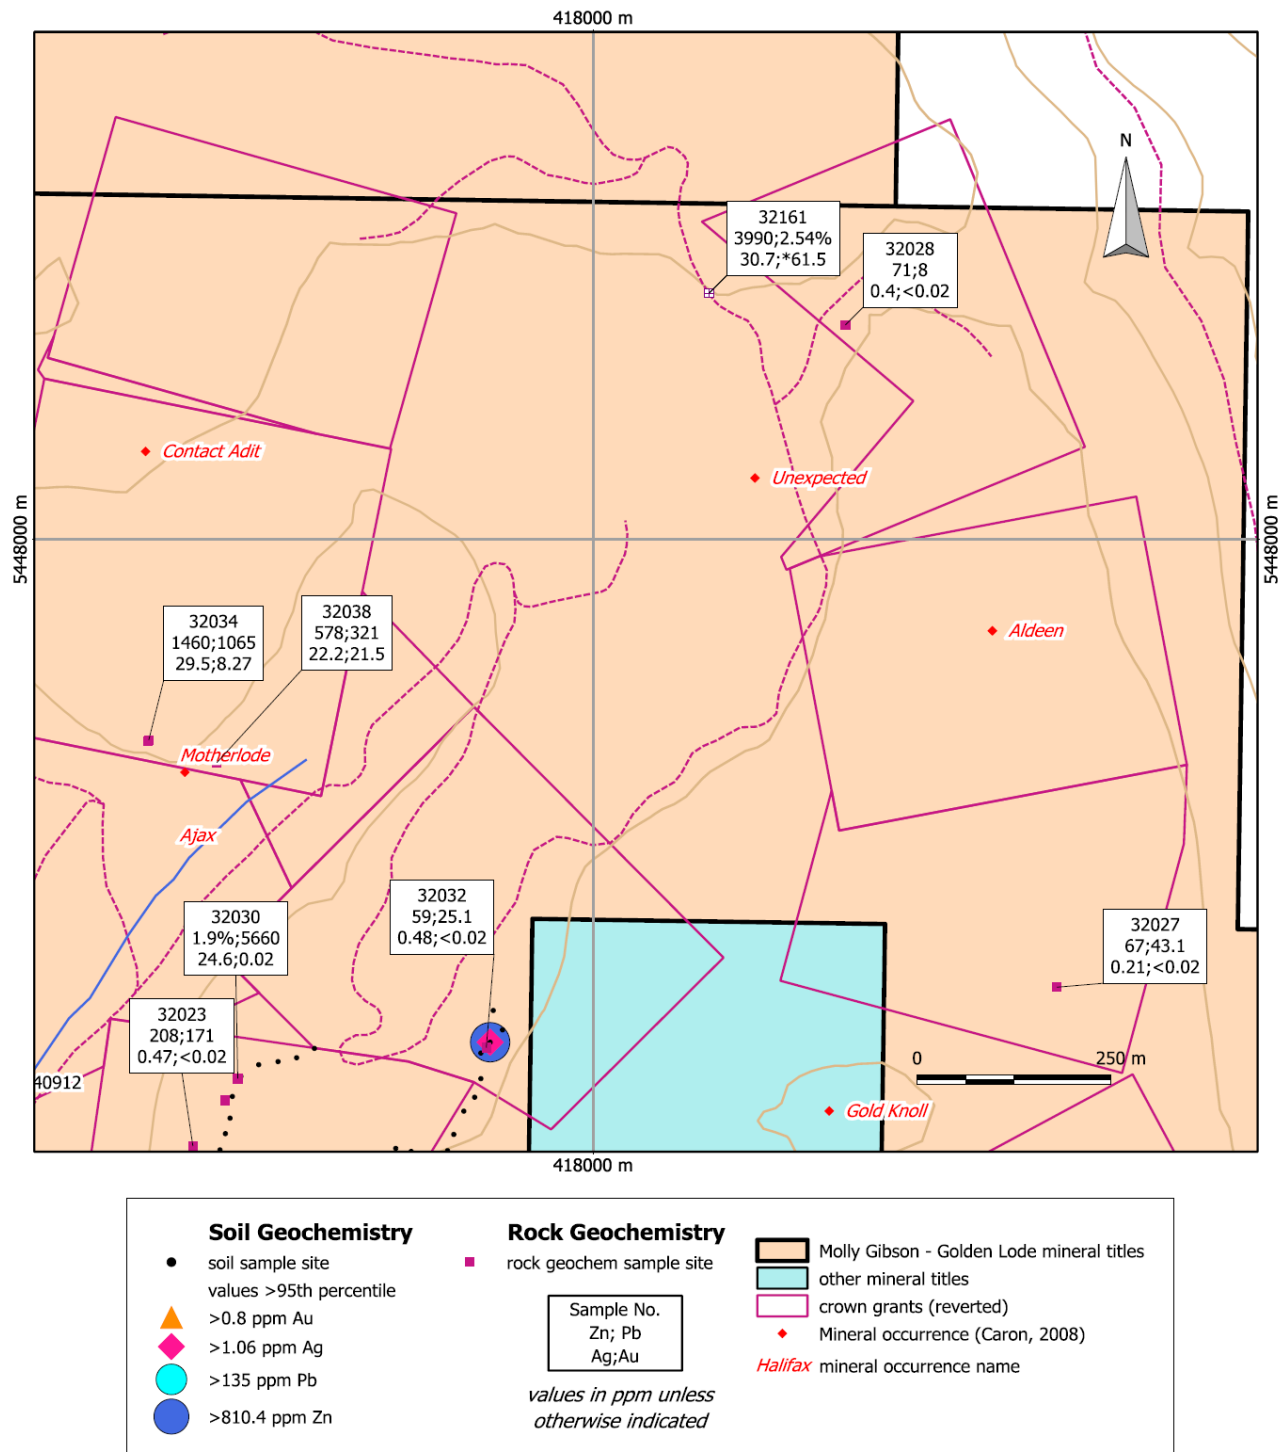 418000 m
N
32161
3990;2.54%
30.7;*61.5
32028
71;8
0.4;<0.02
Contact Adit
Unexpected
5448000 m
5448000 m
32034
1460;1065
29.5;8.27
32038
578;321
22.2;21.5
Aldeen
Motherlode
Ajax
32032
59;25.1
0.48;<0.02
32030
1.9%;5660
24.6;0.02
32027
67;43.1
0.21;<0.02
32023
208;171
0.47;<0.02
0 250 m
40912
Gold Knoll
418000 m
Soil Geochemistry
soil sample site
values >95th percentile
>0.8 ppm Au
>1.06 ppm Ag
>135 ppm Pb
>810.4 ppm Zn
Rock Geochemistry
rock geochem sample site
Sample No.
Zn; Pb
Ag;Au
values in ppm unless
otherwise indicated
Molly Gibson - Golden Lode mineral titles
other mineral titles
crown grants (reverted)
Mineral occurrence (Caron, 2008)
Halifax mineral occurrence name